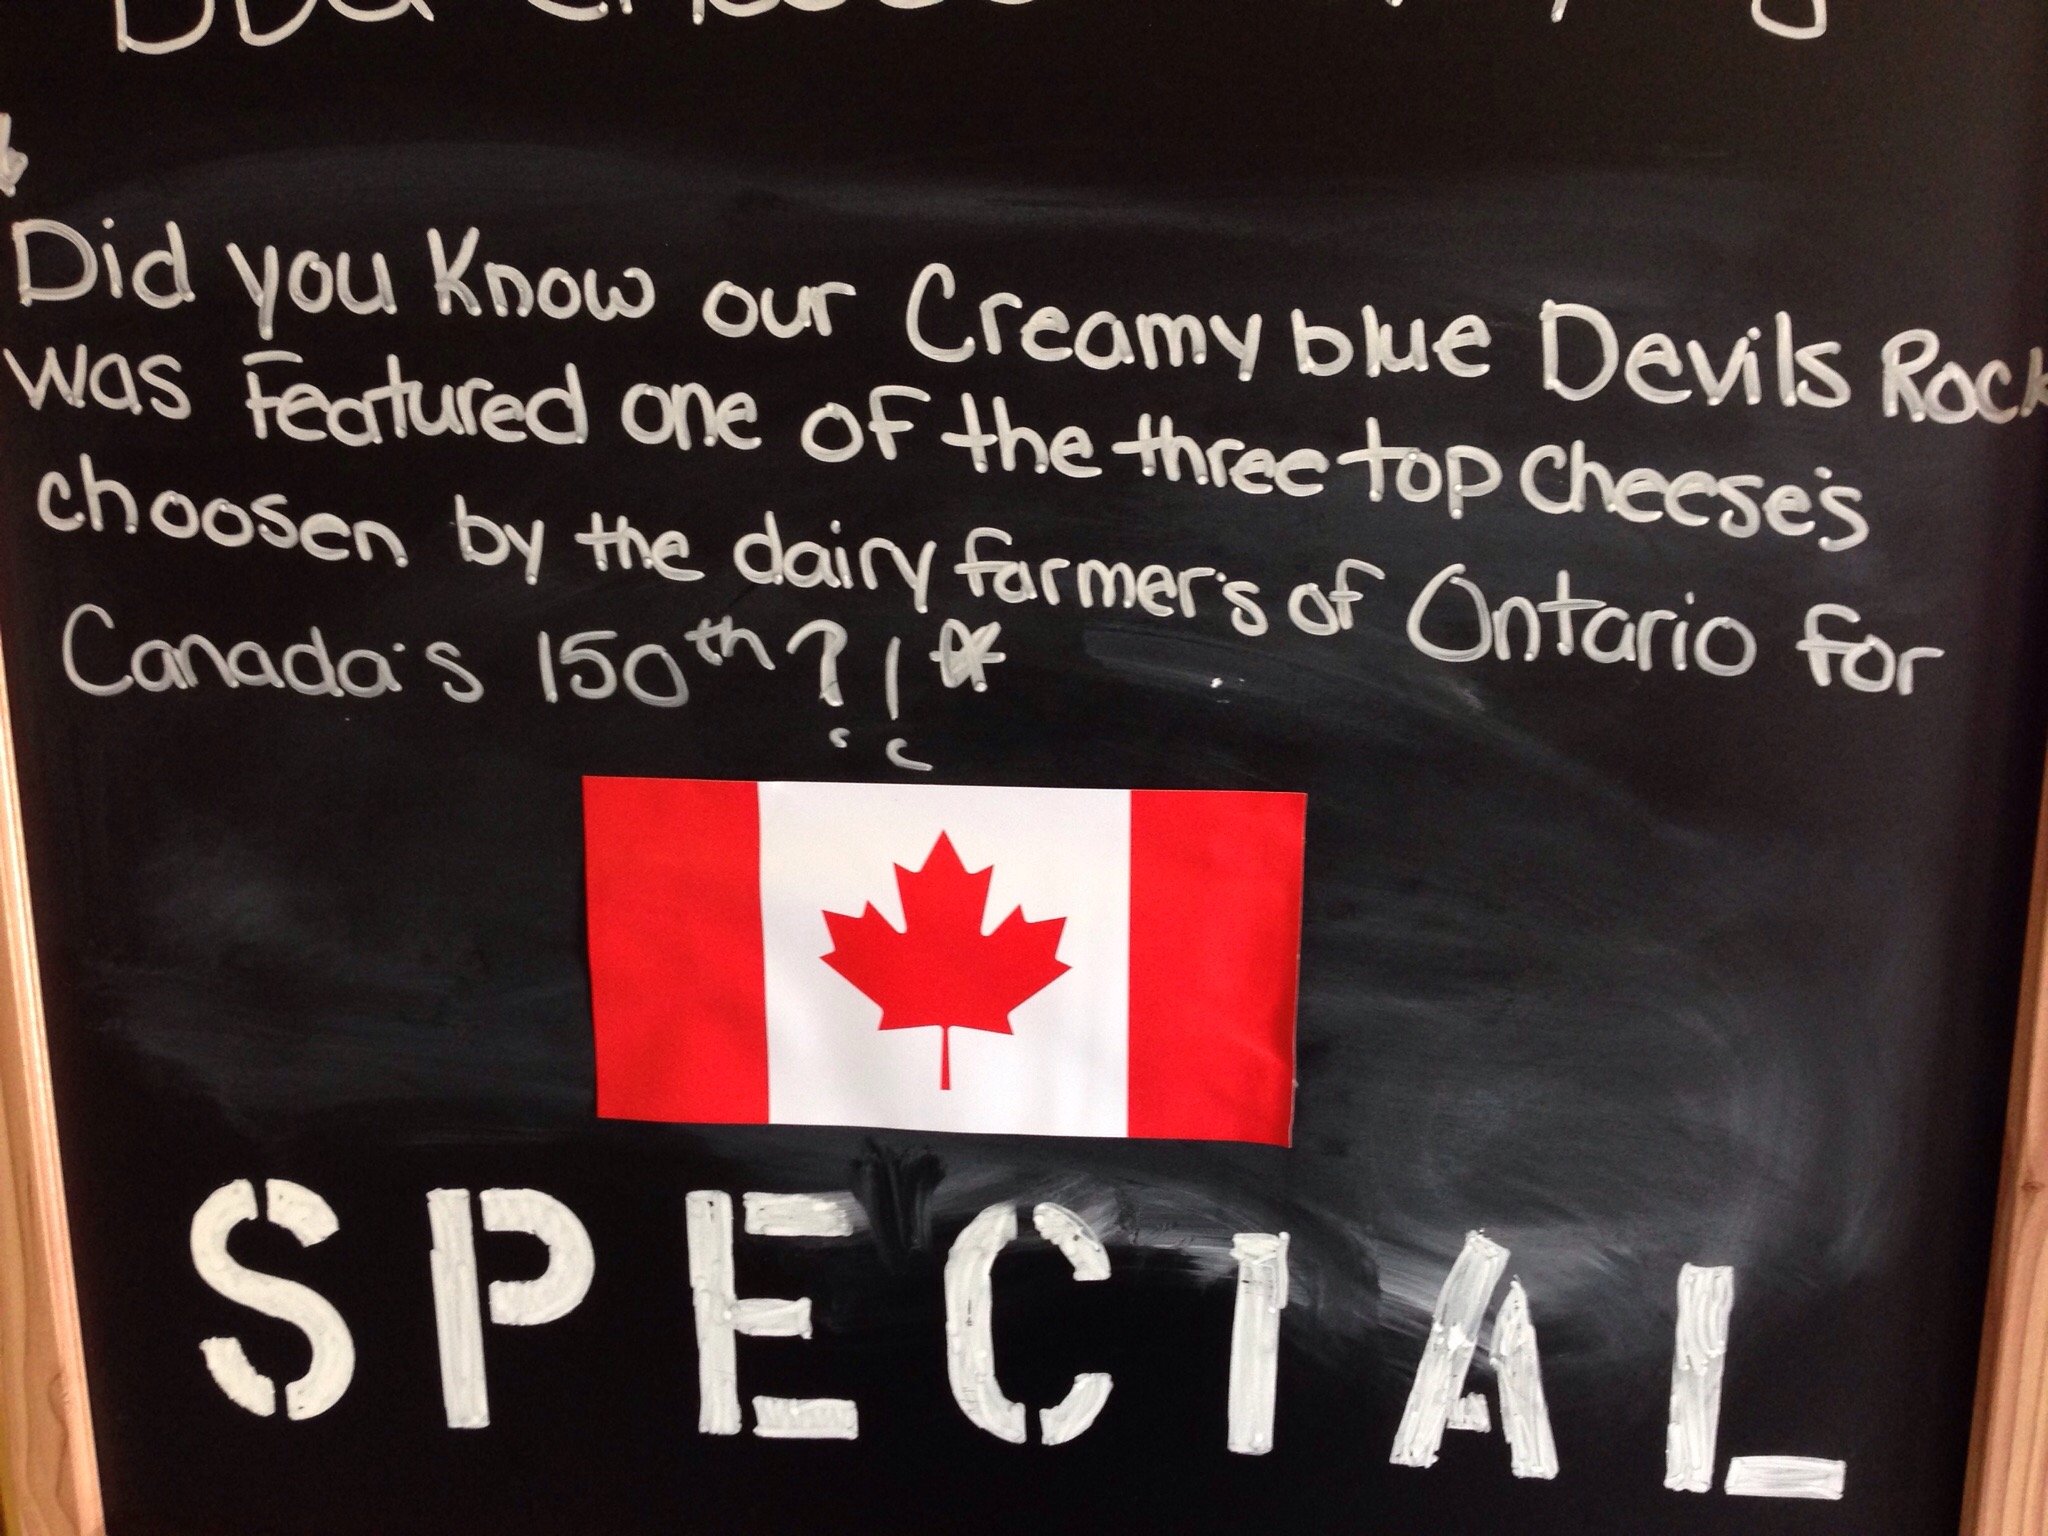 * Did you Know our Creamy blue Devils Rock
was Featured one of the three top Cheese's
choosen by the dairy farmer's of Ontario for
Canada's 150th?! *
SPECIAL